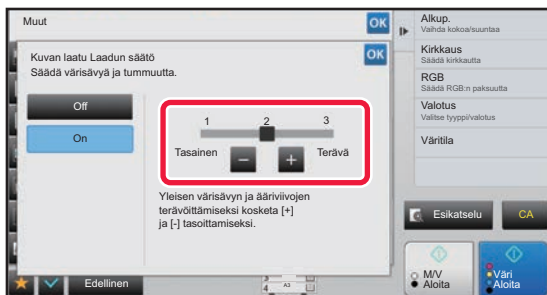 Muut
OK
Kuvan laatu Laadun säätö
Säädä värisävyä ja tummuutta.
OK
Off
On
1 2 3
Tasainen
Terävä
Yleisen värisävyn ja ääriviivojen
terävöittämiseksi kosketa [+]
ja [-] tasoittamiseksi.
Edellinen
A3
4
Alkup.
Vaihda kokoa/suuntaa
Kirkkaus
Säädä kirkkautta
RGB
Säädä RGB:n paksuutta
Valotus
Valitse tyyppi/valotus
Väritila
Esikatselu
CA
M/V
Aloita
Väri
Aloita